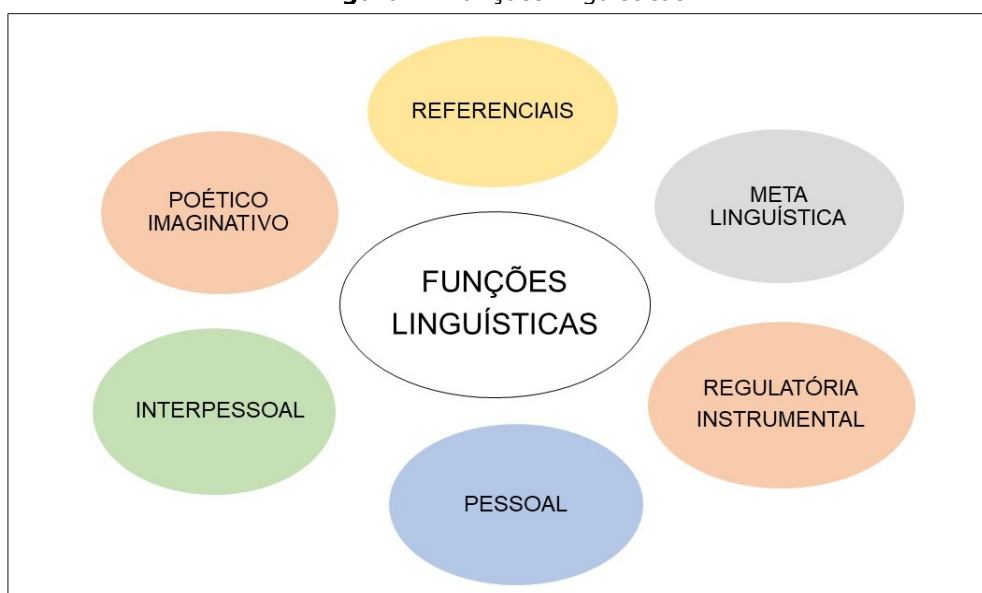 REFERENCIAIS
POÉTICO
IMAGINATIVO
META
LINGUÍSTICA
FUNÇÕES
LINGUÍSTICAS
INTERPESSOAL
REGULATÓRIA
INSTRUMENTAL
PESSOAL